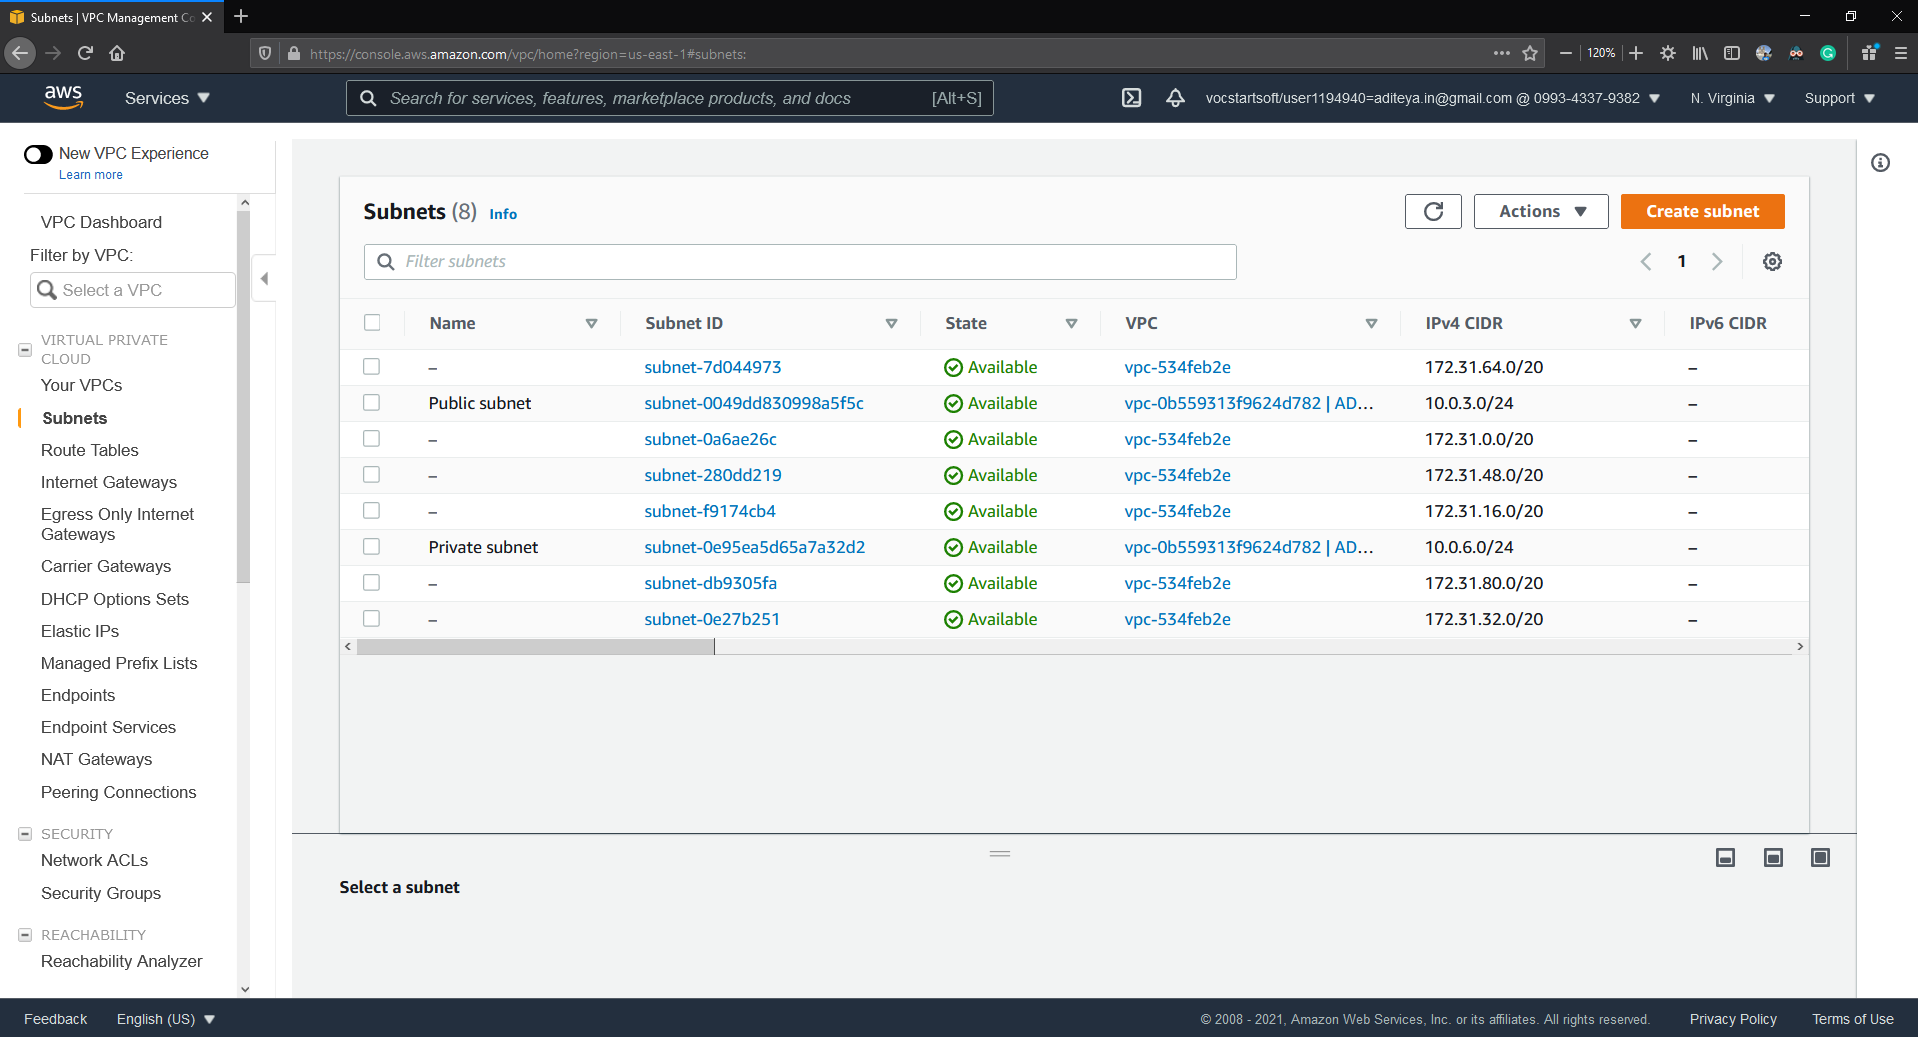 Subnets | VPC Management Co
https://console.aws.amazon.com/vpc/home?region=us-east-1#subnets:
120%
aws
Services
Search for services, features, marketplace products, and docs
[Alt+S]
vocstartsoft/user1194940=aditeya.in@gmail.com @ 0993-4337-9382
N. Virginia
Support
New VPC Experience
Learn more
VPC Dashboard
Filter by VPC:
Select a VPC
VIRTUAL PRIVATE
CLOUD
Your VPCs
Subnets
Route Tables
Internet Gateways
Egress Only Internet
Gateways
Carrier Gateways
DHCP Options Sets
Elastic IPs
Managed Prefix Lists
Endpoints
Endpoint Services
NAT Gateways
Peering Connections
SECURITY
Network ACLs
Security Groups
REACHABILITY
Reachability Analyzer
Subnets (8) Info
Actions
Create subnet
Filter subnets
1
Name Subnet ID State VPC IPv4 CIDR IPv6 CIDR
– subnet-7d044973 Available vpc-534feb2e 172.31.64.0/20 –
Public subnet subnet-0049dd830998a5f5c Available vpc-0b559313f9624d782 | AD... 10.0.3.0/24 –
– subnet-0a6ae26c Available vpc-534feb2e 172.31.0.0/20 –
– subnet-280dd219 Available vpc-534feb2e 172.31.48.0/20 –
– subnet-f9174cb4 Available vpc-534feb2e 172.31.16.0/20 –
Private subnet subnet-0e95ea5d65a7a32d2 Available vpc-0b559313f9624d782 | AD... 10.0.6.0/24 –
– subnet-db9305fa Available vpc-534feb2e 172.31.80.0/20 –
– subnet-0e27b251 Available vpc-534feb2e 172.31.32.0/20 –
Select a subnet
Feedback
English (US)
© 2008 - 2021, Amazon Web Services, Inc. or its affiliates. All rights reserved.
Privacy Policy
Terms of Use